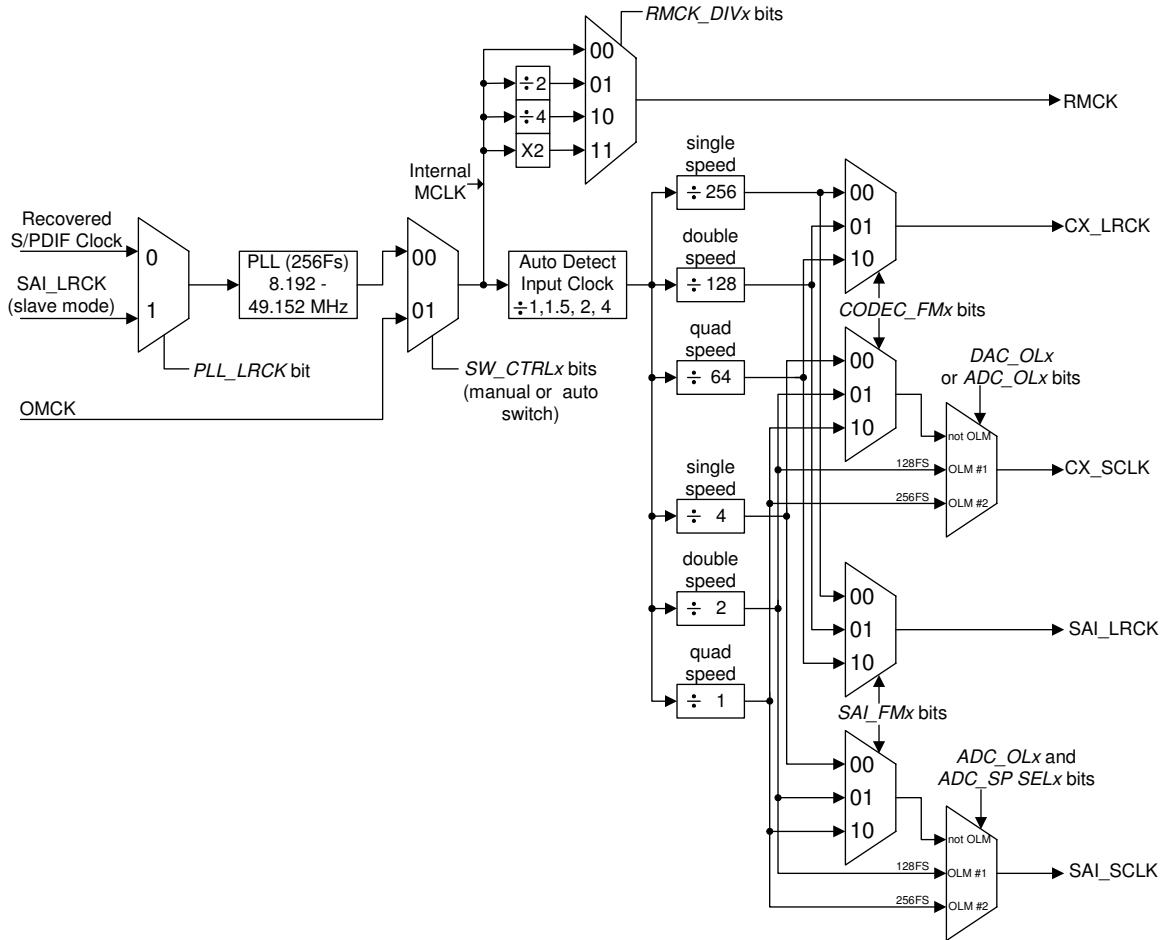 RMCK_DIVx bits
00
÷2
01
÷4
10
X2
11
RMCK
Internal
MCLK
single
speed
÷ 256
00
01
10
CX_LRCK
double
speed
÷ 128
quad
speed
÷ 64
CODEC_FMx bits
Recovered
S/PDIF Clock
0
SAI_LRCK
(slave mode)
1
PLL_LRCK bit
PLL (256Fs)
8.192 -
49.152 MHz
00
01
SW_CTRLx bits
(manual or auto
switch)
OMCK
Auto Detect
Input Clock
÷1,1.5, 2, 4
00
01
10
DAC_OLx
or ADC_OLx bits
not OLM
128FS
OLM #1
256FS
OLM #2
CX_SCLK
single
speed
÷ 4
double
speed
÷ 2
quad
speed
÷ 1
00
01
10
SAI_LRCK
SAI_FMx bits
00
01
10
ADC_OLx and
ADC_SP SELx bits
not OLM
128FS
OLM #1
256FS
OLM #2
SAI_SCLK